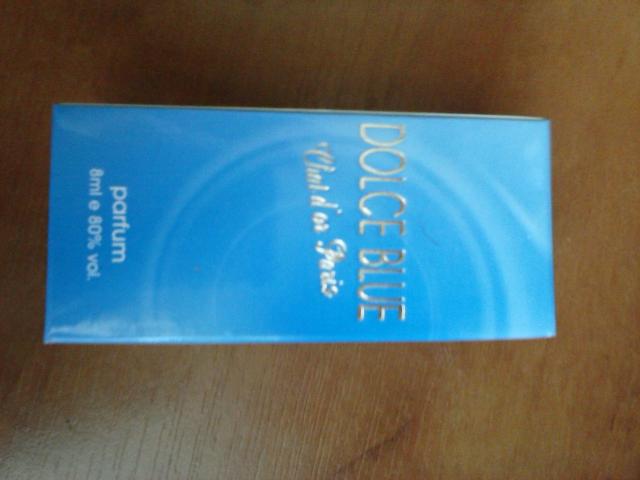 DOLCE BLUE
Chat d'or Paris
parfum
8ml e 80% vol.